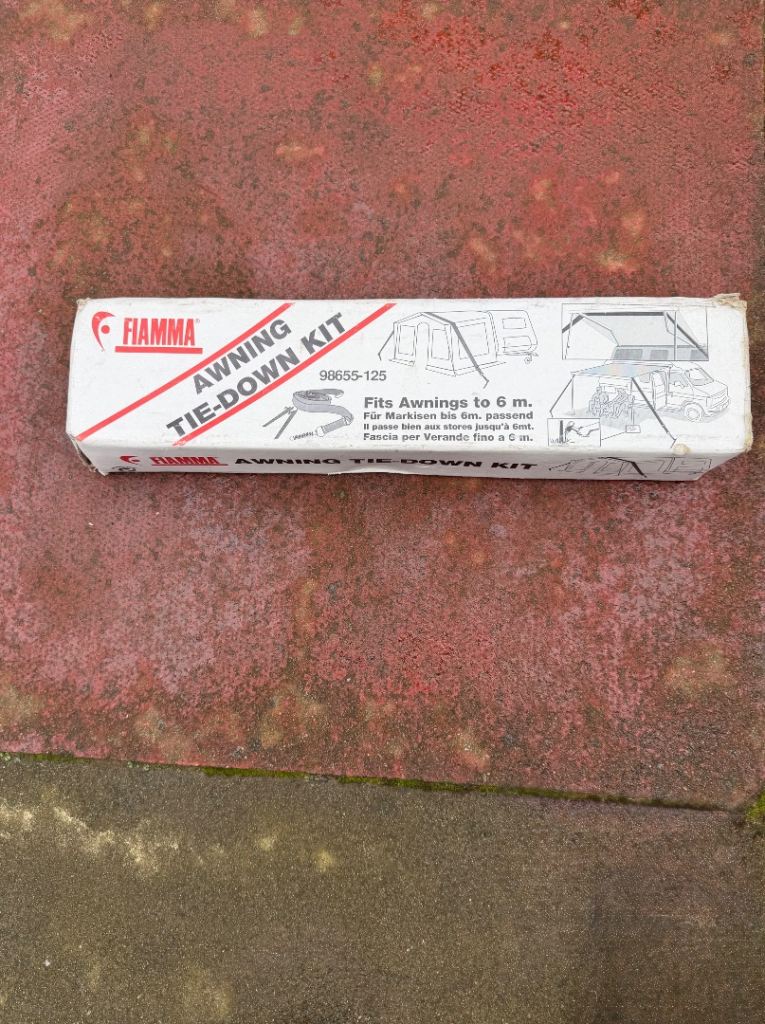 FIAMMA®
AWNING
TIE-DOWN KIT
98655-125
Fits Awnings to 6 m.
Für Markisen bis 6m. passend
Il passe bien aux stores jusqu'à 6mt.
Fascia per Verande fino a 6 m.
FIAMMA AWNING TIE-DOWN KIT